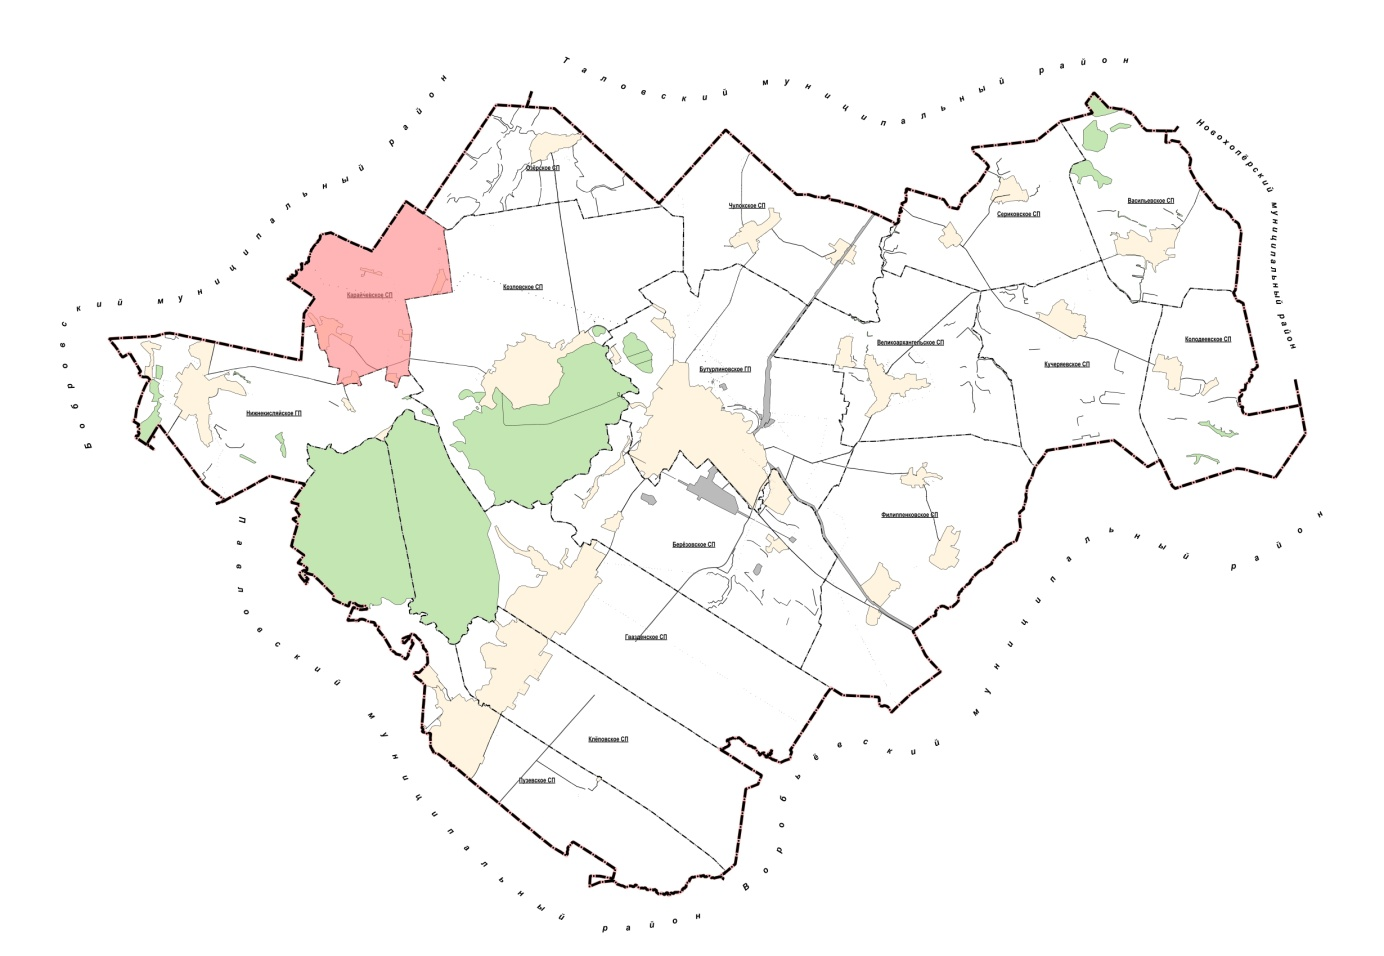 Таловский муниципальный район
Бобровский муниципальный район
Новохопёрский муниципальный район
Озёрское СП
Васильевское СП
Чулокское СП
Сериковское СП
Козловское СП
Карайчевское СП
Колодеевское СП
Великоархангельское СП
Кучеряевское СП
Бутурлиновское ГП
Нижнекисляйское ГП
Филиппенковское СП
Берёзовское СП
Гвазденское СП
Клёповское СП
Пузевское СП
Павловский муниципальный район
Воробьёвский муниципальный район